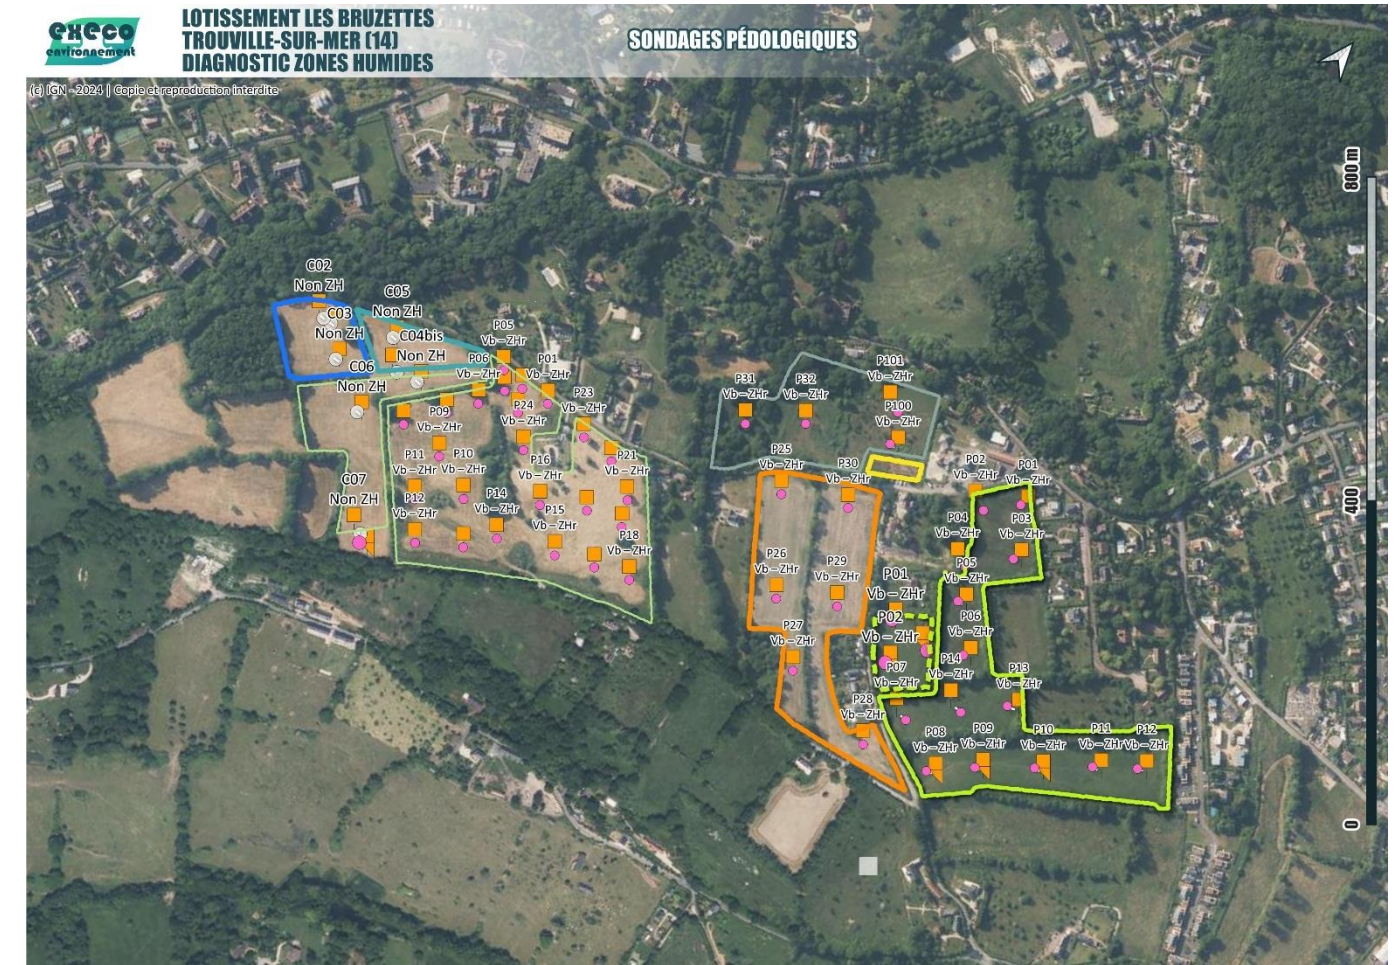 execo
environnement
LOTISSEMENT LES BRUZETTES
TROUVILLE-SUR-MER (14)
DIAGNOSTIC ZONES HUMIDES
SONDAGES PÉDOLOGIQUES
(c) IGN - 2024 | Copie et reproduction interdite
800 m
400
0
C02
Non ZH
C03
Non ZH
C05
Non ZH
C04bis
Non ZH
C06
Non ZH
C07
Non ZH
P05
Vb – ZHr
P06
Vb – ZHr
P01
Vb – ZHr
P23
Vb – ZHr
P24
Vb – ZHr
P09
Vb – ZHr
P11
Vb – ZHr
P10
Vb – ZHr
P16
Vb – ZHr
P21
Vb – ZHr
P12
Vb – ZHr
P14
Vb – ZHr
P15
Vb – ZHr
P18
Vb – ZHr
P31
Vb – ZHr
P32
Vb – ZHr
P101
Vb – ZHr
P100
Vb – ZHr
P25
Vb – ZHr
P30
Vb – ZHr
P02
Vb – ZHr
P01
Vb – ZHr
P04
Vb – ZHr
P03
Vb – ZHr
P26
Vb – ZHr
P29
Vb – ZHr
P05
Vb – ZHr
P01
Vb – ZHr
P27
Vb – ZHr
P02
Vb – ZHr
P06
Vb – ZHr
P07
Vb – ZHr
P14
Vb – ZHr
P13
Vb – ZHr
P28
Vb – ZHr
P08
Vb – ZHr
P09
Vb – ZHr
P10
Vb – ZHr
P11
Vb – ZHr
P12
Vb – ZHr